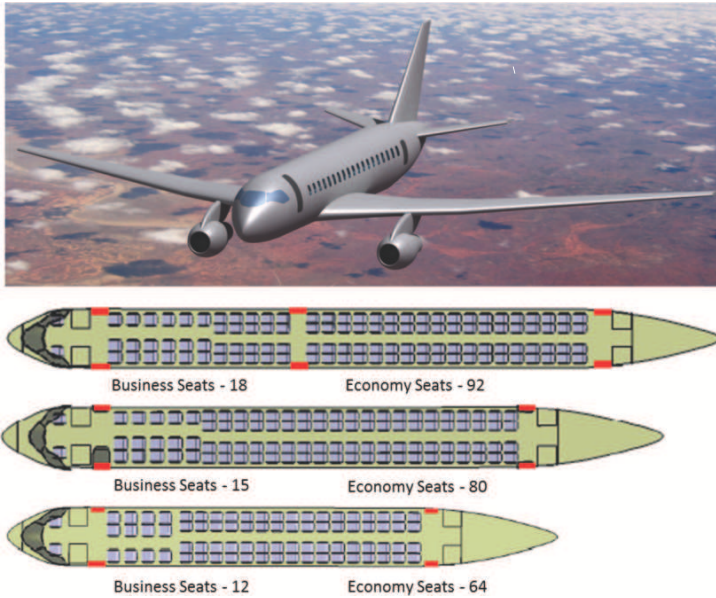 Business Seats - 18 Economy Seats - 92
Business Seats - 15 Economy Seats - 80
Business Seats - 12 Economy Seats - 64